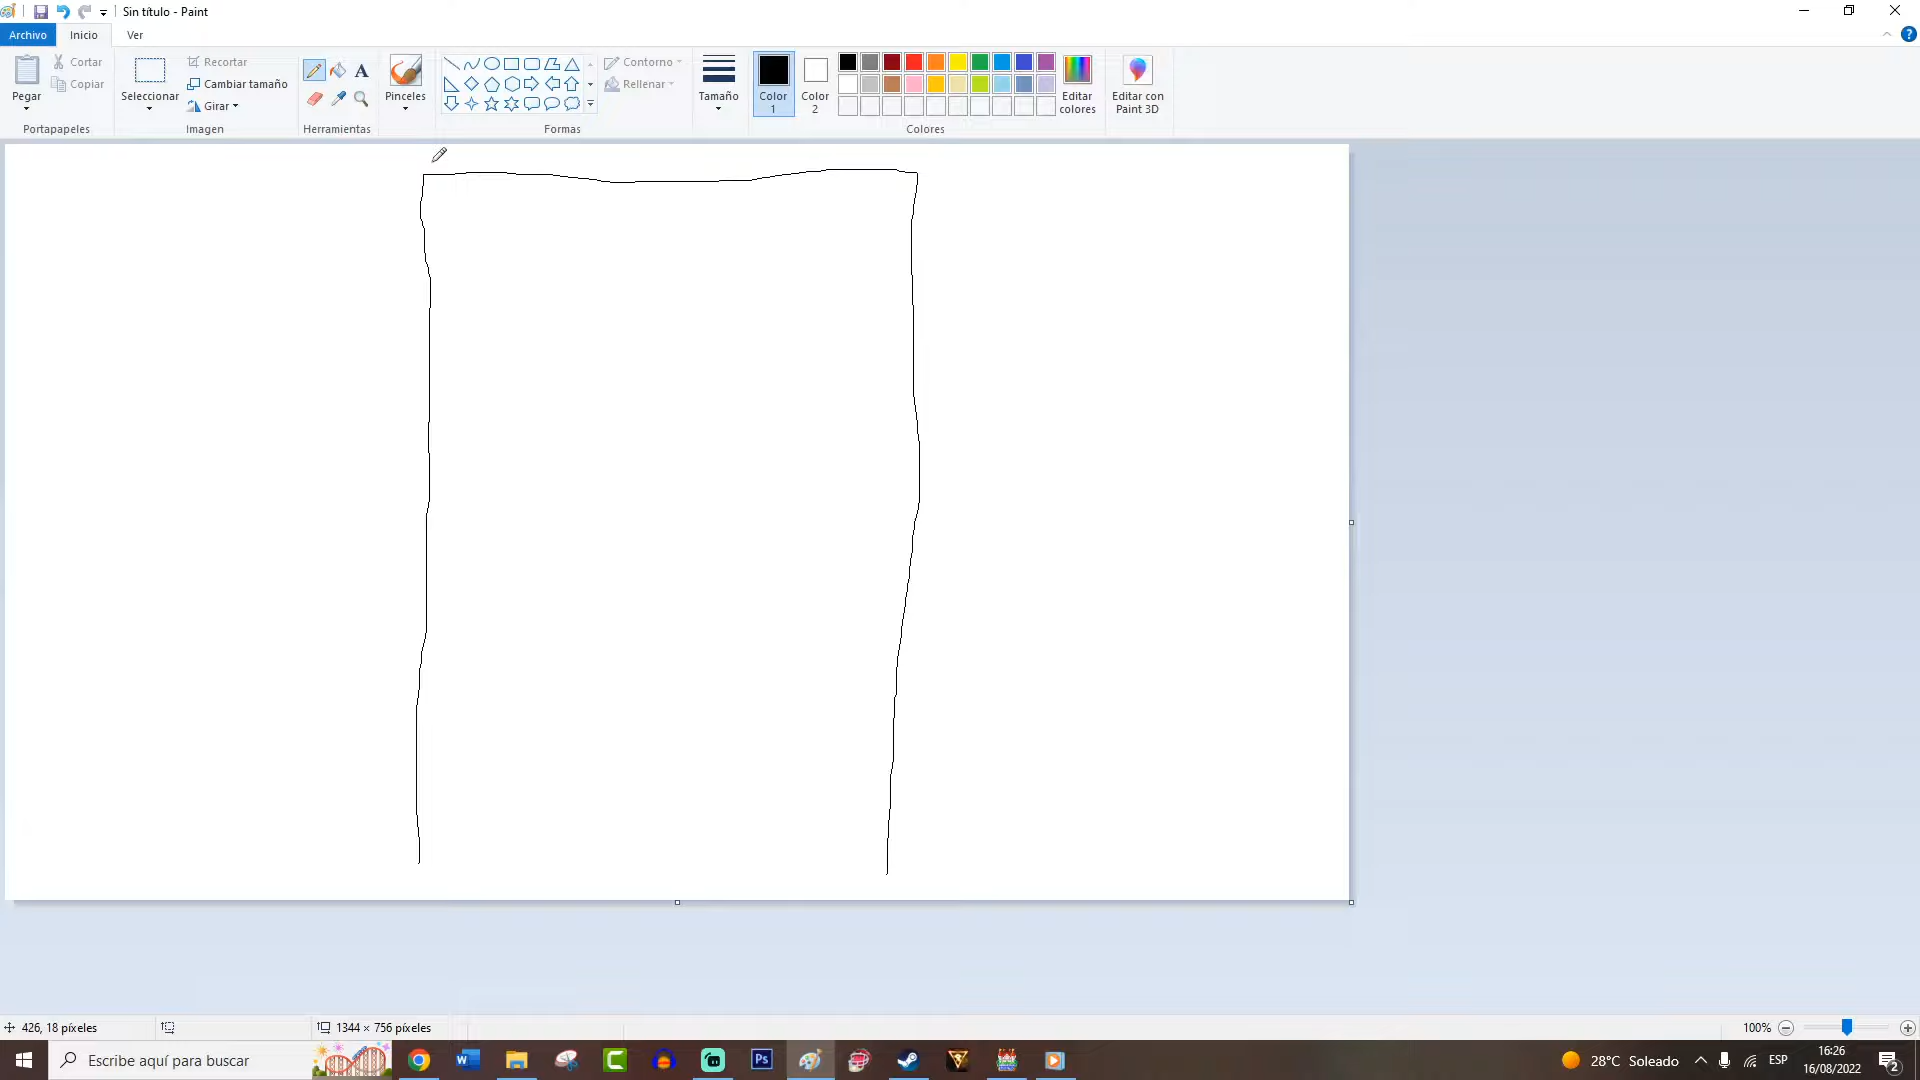 Sin título - Paint
Archivo Inicio Ver
Pegar
Cortar
Copiar
Portapapeles
Seleccionar
Recortar
Cambiar tamaño
Girar
Imagen
A
Herramientas
Pinceles
Contorno
Rellenar
Formas
Tamaño
Color
1
Color
2
Editar
colores
Colores
Editar con
Paint 3D
426, 18 píxeles
1344 × 756 píxeles
100%
Escribe aquí para buscar
W
C
Ps
28°C Soleado
ESP
16:26
16/08/2022
2